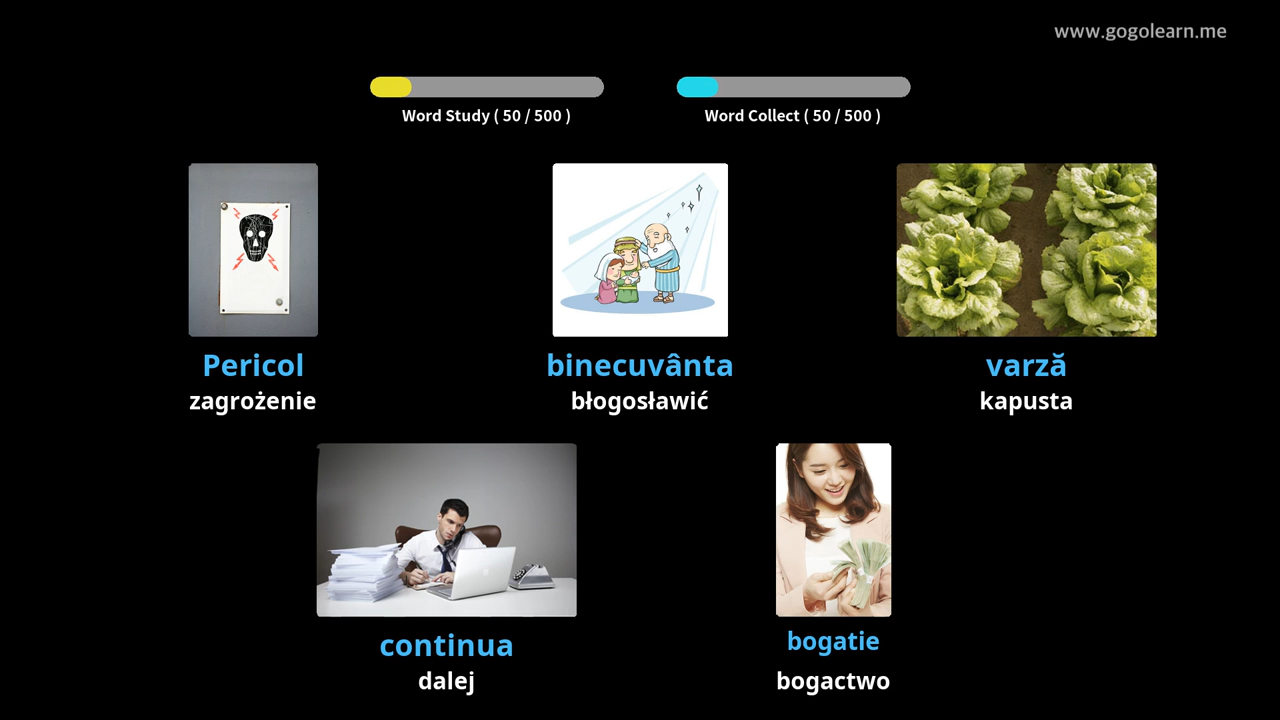 www.gogolearn.me
Word Study ( 50 / 500 )
Word Collect ( 50 / 500 )
Pericol
zagrożenie
binecuvânta
błogosławić
varză
kapusta
continua
dalej
bogatie
bogactwo